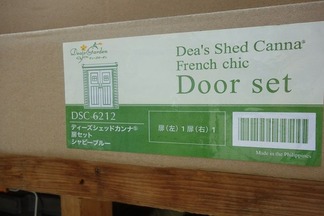 Dea's Garden
Dea's Shed Canna®
French chic
Door set
DSC-6212
ディーズシェッドカンナ®
扉セット
シャビーブルー
扉(左)1 扉(右)1
Made in the Philippines